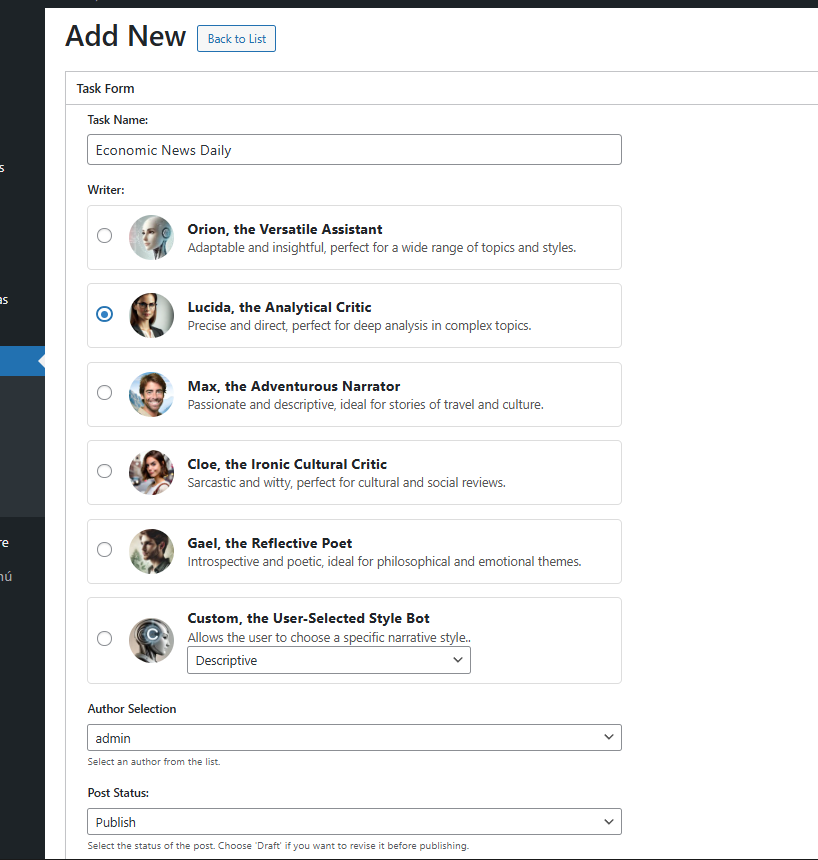 Add New
Back to List
Task Form
Task Name:
Economic News Daily
Writer:
Orion, the Versatile Assistant
Adaptable and insightful, perfect for a wide range of topics and styles.
Lucida, the Analytical Critic
Precise and direct, perfect for deep analysis in complex topics.
Max, the Adventurous Narrator
Passionate and descriptive, ideal for stories of travel and culture.
Cloe, the Ironic Cultural Critic
Sarcastic and witty, perfect for cultural and social reviews.
Gael, the Reflective Poet
Introspective and poetic, ideal for philosophical and emotional themes.
Custom, the User-Selected Style Bot
Allows the user to choose a specific narrative style..
Descriptive
Author Selection
admin
Select an author from the list.
Post Status:
Publish
Select the status of the post. Choose 'Draft' if you want to revise it before publishing.